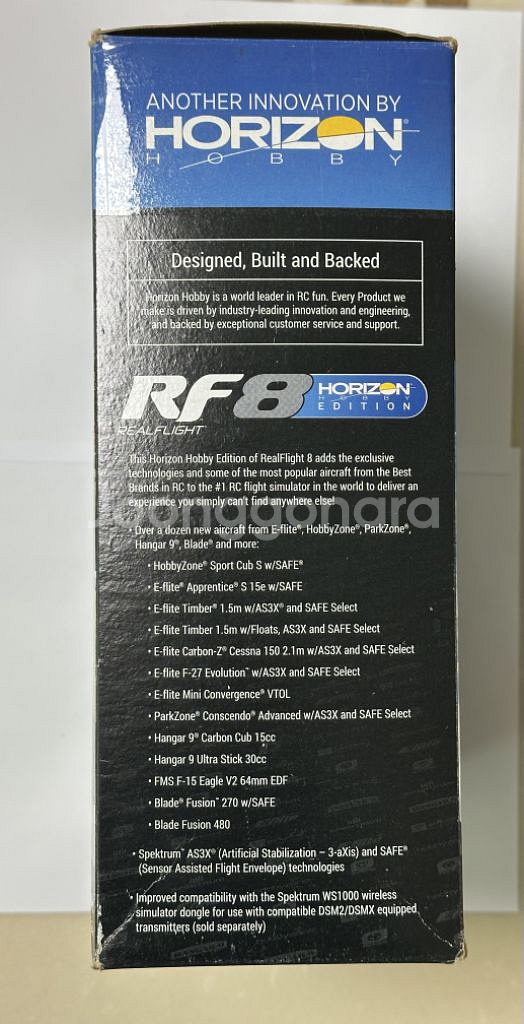 ANOTHER INNOVATION BY
HORIZON®
HOBBY
Designed, Built and Backed
Horizon Hobby is a world leader in RC fun. Every Product we
make is driven by industry-leading innovation and engineering,
and backed by exceptional customer service and support.
RF8 HORIZON
HOBBY
EDITION
REALFLIGHT™
This Horizon Hobby Edition of RealFlight 8 adds the exclusive
technologies and some of the most popular aircraft from the Best
Brands in RC to the #1 RC flight simulator in the world to deliver an
experience you simply can't find anywhere else!
joonggonara
• Over a dozen new aircraft from E-flite®, HobbyZone®, ParkZone®,
Hangar 9®, Blade® and more:
• HobbyZone® Sport Cub S w/SAFE®
• E-flite® Apprentice® S 15e w/SAFE
• E-flite Timber® 1.5m w/AS3X® and SAFE Select
• E-flite Timber 1.5m w/Floats, AS3X and SAFE Select
• E-flite Carbon-Z® Cessna 150 2.1m w/AS3X and SAFE Select
• E-flite F-27 Evolution™ w/AS3X and SAFE Select
• E-flite Mini Convergence® VTOL
• ParkZone® Conscendo® Advanced w/AS3X and SAFE Select
• Hangar 9® Carbon Cub 15cc
• Hangar 9 Ultra Stick 30cc
• FMS F-15 Eagle V2 64mm EDF
• Blade® Fusion™ 270 w/SAFE
• Blade Fusion 480
• Spektrum™ AS3X® (Artificial Stabilization – 3-aXis) and SAFE®
(Sensor Assisted Flight Envelope) technologies
• Improved compatibility with the Spektrum WS1000 wireless
simulator dongle for use with compatible DSM2/DSMX equipped
transmitters (sold separately)